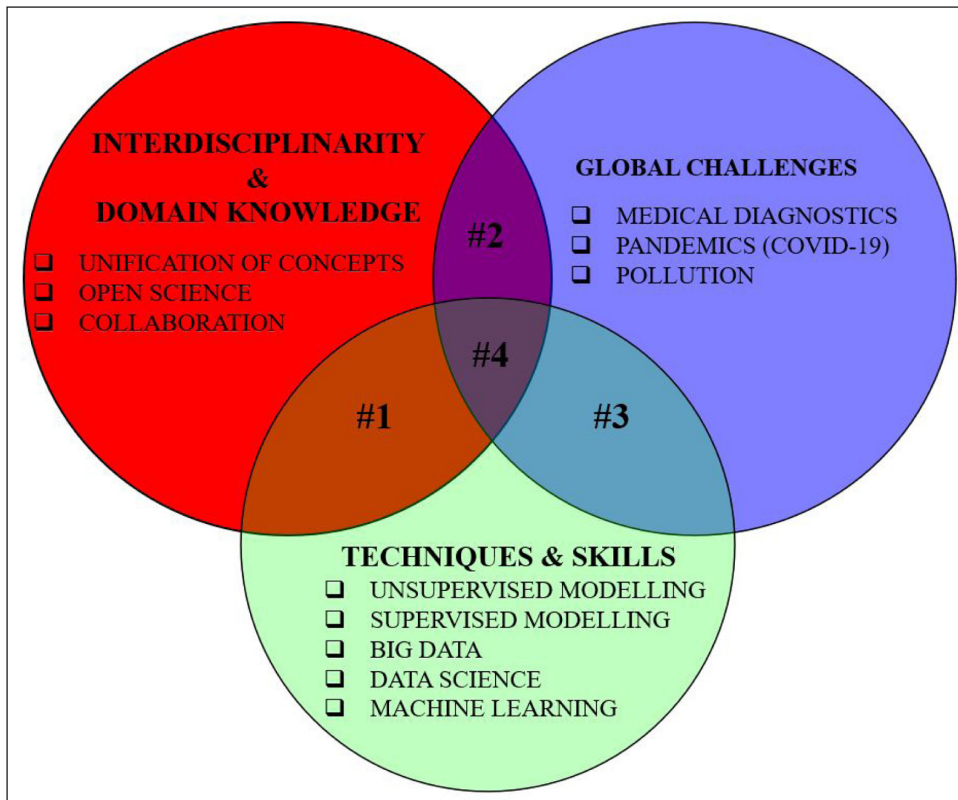 INTERDISCIPLINARITY
&
DOMAIN KNOWLEDGE
❑ UNIFICATION OF CONCEPTS
❑ OPEN SCIENCE
❑ COLLABORATION
GLOBAL CHALLENGES
❑ MEDICAL DIAGNOSTICS
❑ PANDEMICS (COVID-19)
❑ POLLUTION
#2
#4
#1
#3
TECHNIQUES & SKILLS
❑ UNSUPERVISED MODELLING
❑ SUPERVISED MODELLING
❑ BIG DATA
❑ DATA SCIENCE
❑ MACHINE LEARNING